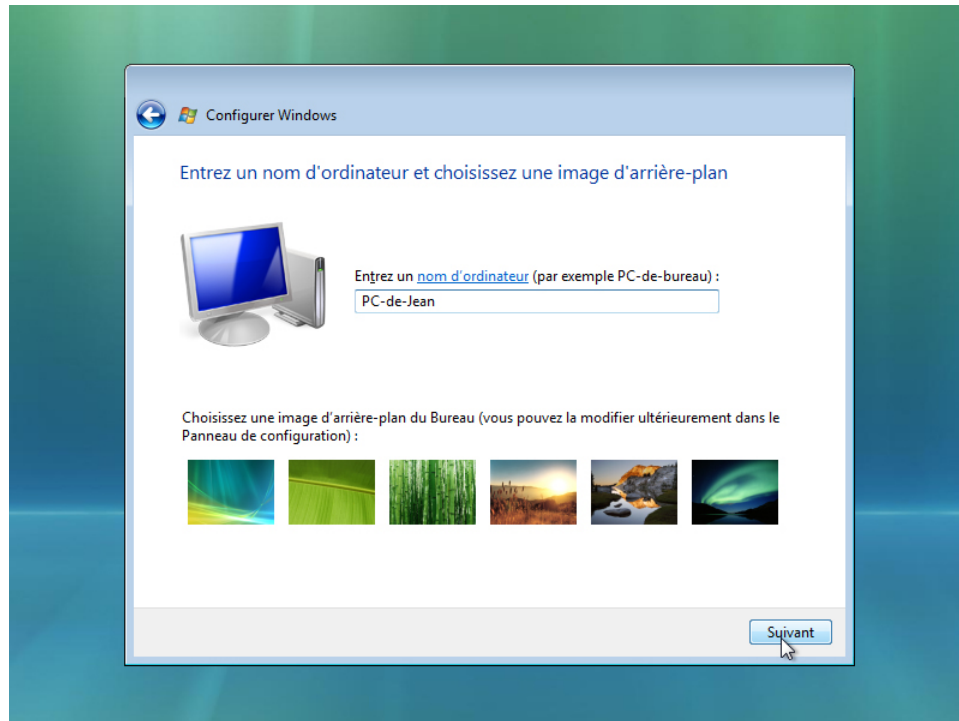 Configurer Windows
Entrez un nom d'ordinateur et choisissez une image d'arrière-plan
Entrez un nom d'ordinateur (par exemple PC-de-bureau) :
PC-de-Jean
Choisissez une image d'arrière-plan du Bureau (vous pouvez la modifier ultérieurement dans le
Panneau de configuration) :
Suivant